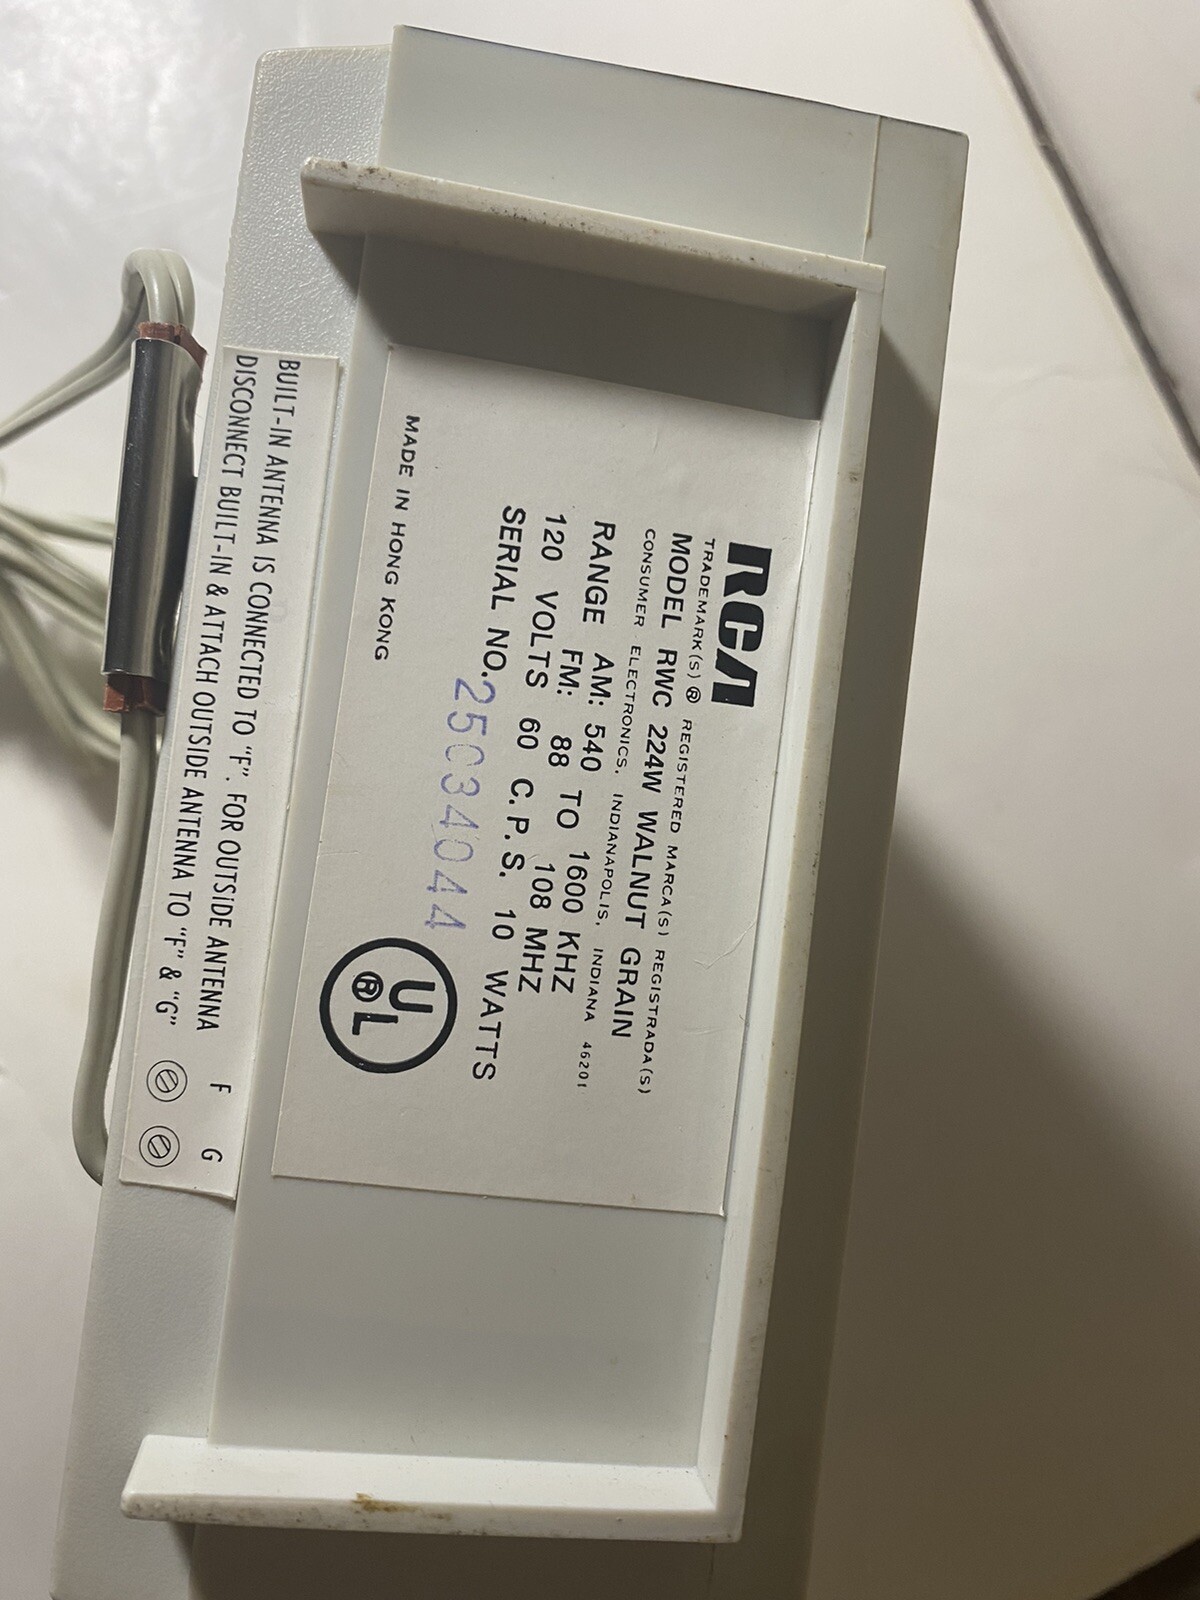 RCA
TRADEMARK(S) ® REGISTERED MARCA(S) REGISTRADA(S)
MODEL RWC 224W WALNUT GRAIN
CONSUMER ELECTRONICS, INDIANAPOLIS, INDIANA 46201
RANGE AM: 540 TO 1600 KHZ
FM: 88 108 MHZ
120 VOLTS 60 C.P.S. 10 WATTS
SERIAL NO. 25034044
UL ®
MADE IN HONG KONG
BUILT-IN ANTENNA IS CONNECTED TO "F". FOR OUTSIDE ANTENNA F G
DISCONNECT BUILT-IN & ATTACH OUTSIDE ANTENNA TO "F" & "G"